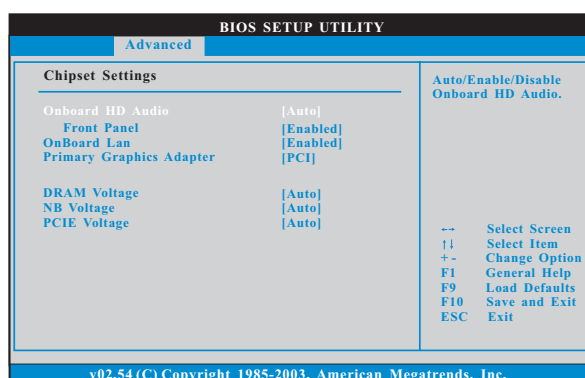 BIOS SETUP UTILITY
Advanced
Chipset Settings
Onboard HD Audio [Auto]
Front Panel [Enabled]
OnBoard Lan [Enabled]
Primary Graphics Adapter [PCI]
DRAM Voltage [Auto]
NB Voltage [Auto]
PCIE Voltage [Auto]
Auto/Enable/Disable
Onboard HD Audio.
←→ Select Screen
↑↓ Select Item
+- Change Option
F1 General Help
F9 Load Defaults
F10 Save and Exit
ESC Exit
v02.54 (C) Copyright 1985-2003, American Megatrends, Inc.